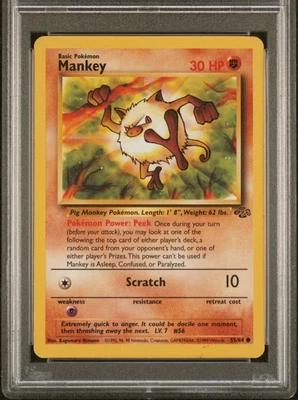 Basic Pokémon
Mankey
30 HP
Pig Monkey Pokémon. Length: 1' 8", Weight: 62 lbs.
Pokémon Power: Peek Once during your turn
(before your attack), you may look at one of the
following: the top card of either player's deck, a
random card from your opponent's hand, or one
of either player's Prizes. This power can't be used if
Mankey is Asleep, Confused, or Paralyzed.
Scratch 10
weakness resistance retreat cost
Extremely quick to anger. It could be docile one moment,
then thrashing away the next. LV. 7 #56
55/64